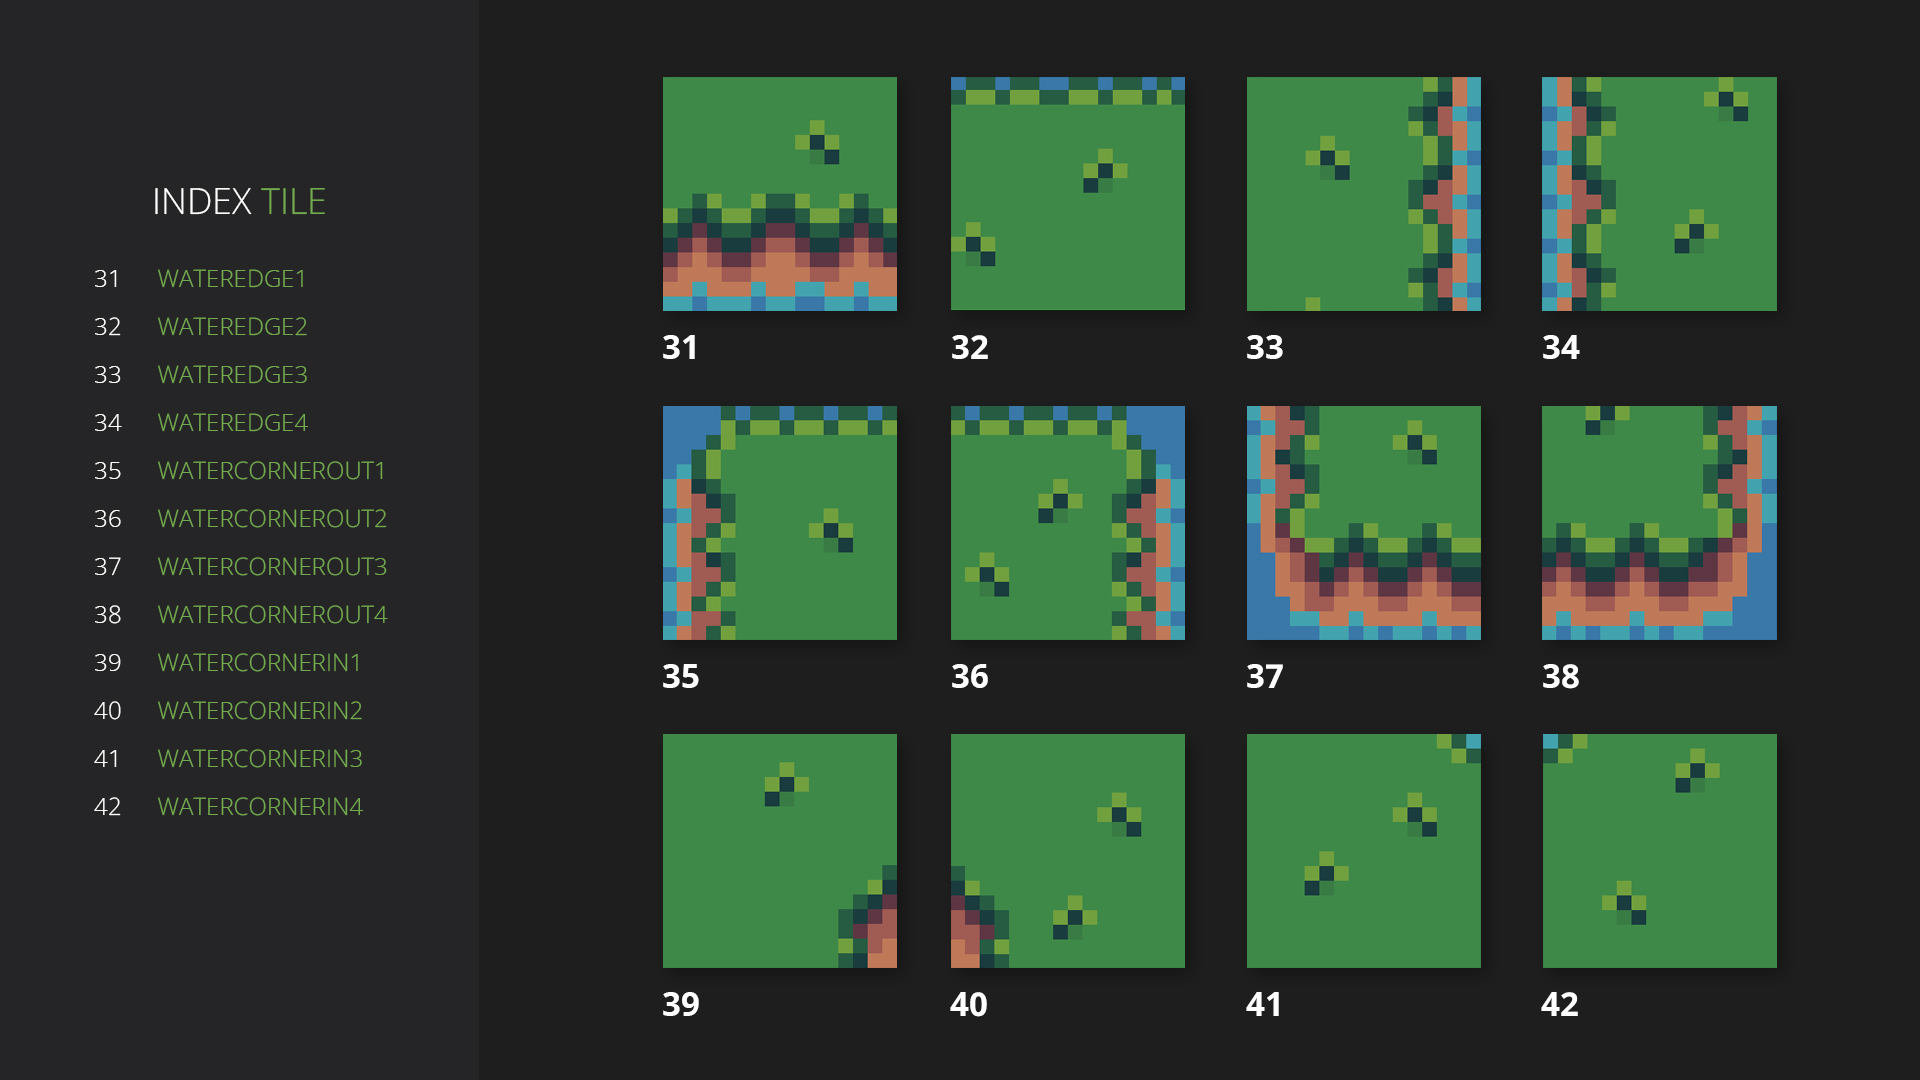 INDEX TILE
31 WATEREDGE1
32 WATEREDGE2
33 WATEREDGE3
34 WATEREDGE4
35 WATERCORNEROUT1
36 WATERCORNEROUT2
37 WATERCORNEROUT3
38 WATERCORNEROUT4
39 WATERCORNERIN1
40 WATERCORNERIN2
41 WATERCORNERIN3
42 WATERCORNERIN4
31 32 33 34
35 36 37 38
39 40 41 42